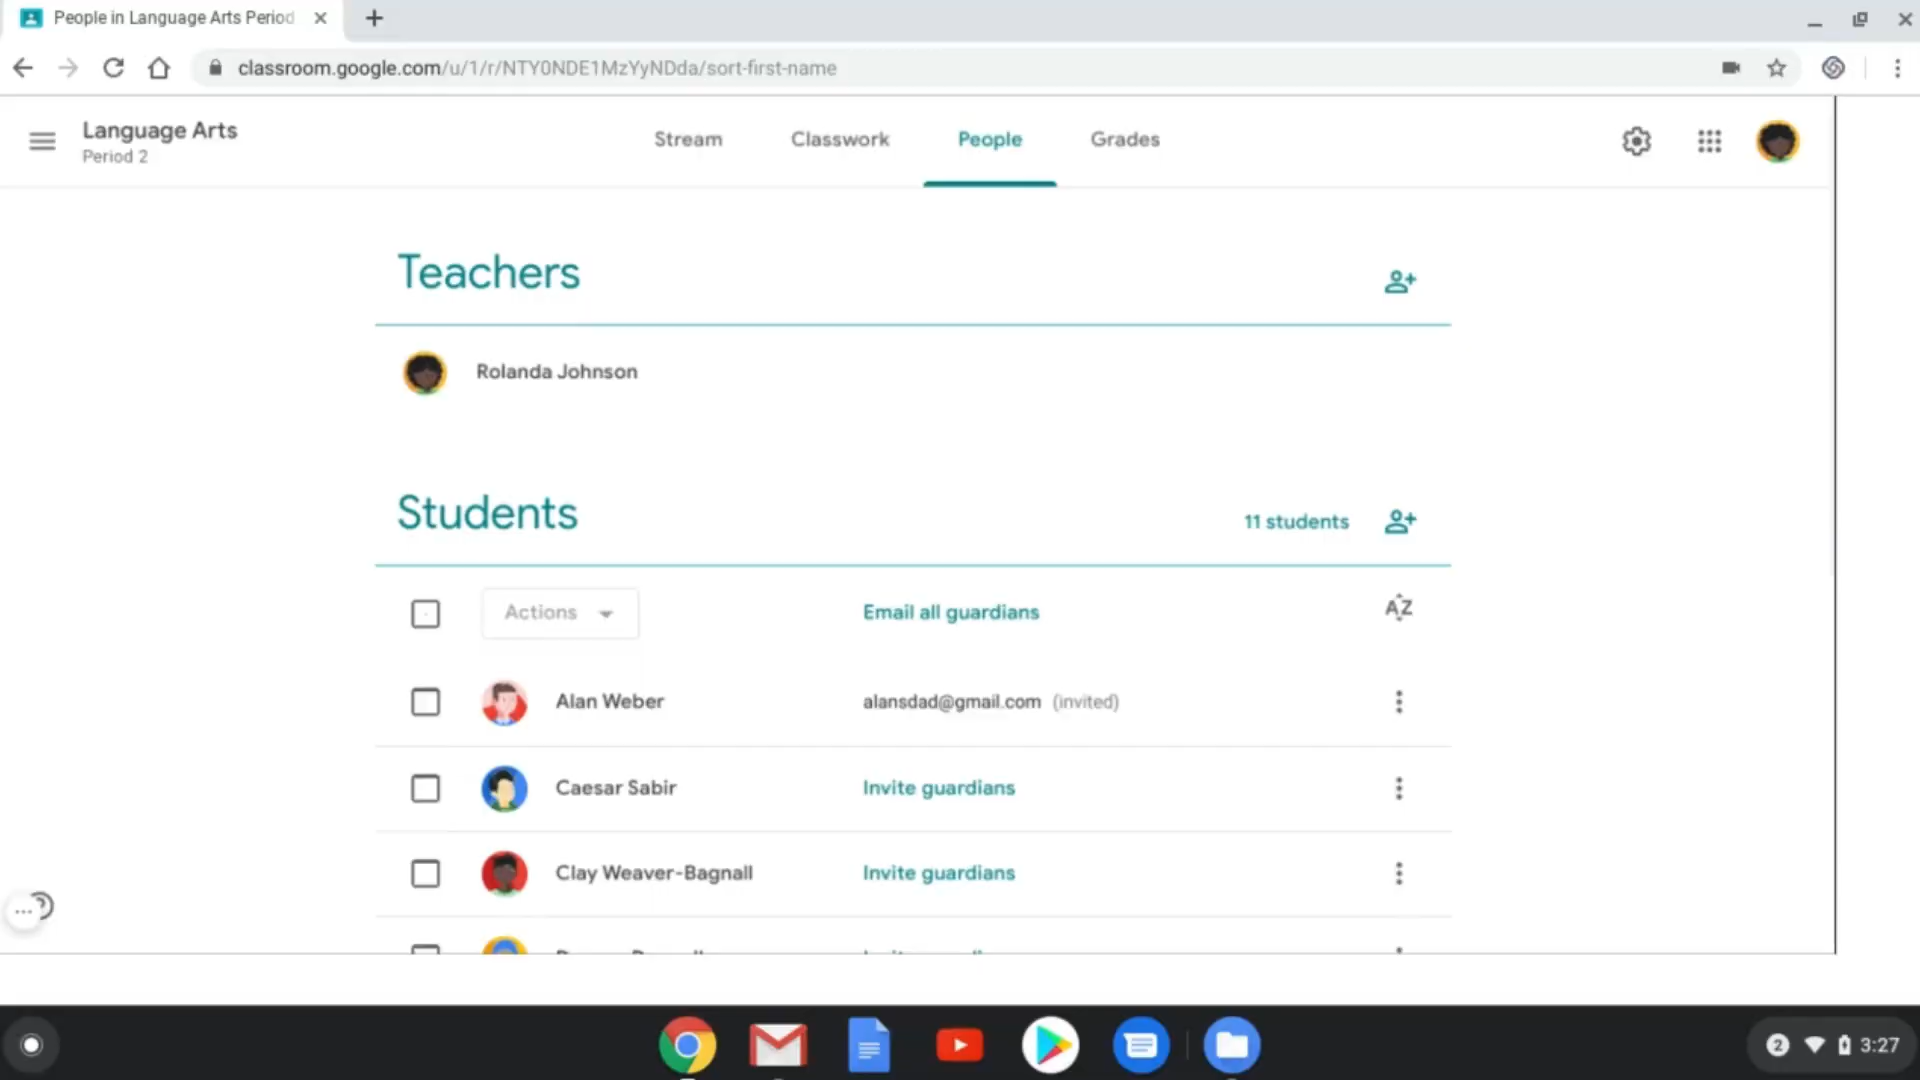 People in Language Arts Period
classroom.google.com/u/1/r/NTY0NDE1MzYyNDda/sort-first-name
Language Arts
Period 2
Stream
Classwork
People
Grades
Teachers
Rolanda Johnson
Students
11 students
Actions
Email all guardians
AZ
Alan Weber
alansdad@gmail.com (invited)
Caesar Sabir
Invite guardians
Clay Weaver-Bagnall
Invite guardians
2
3:27